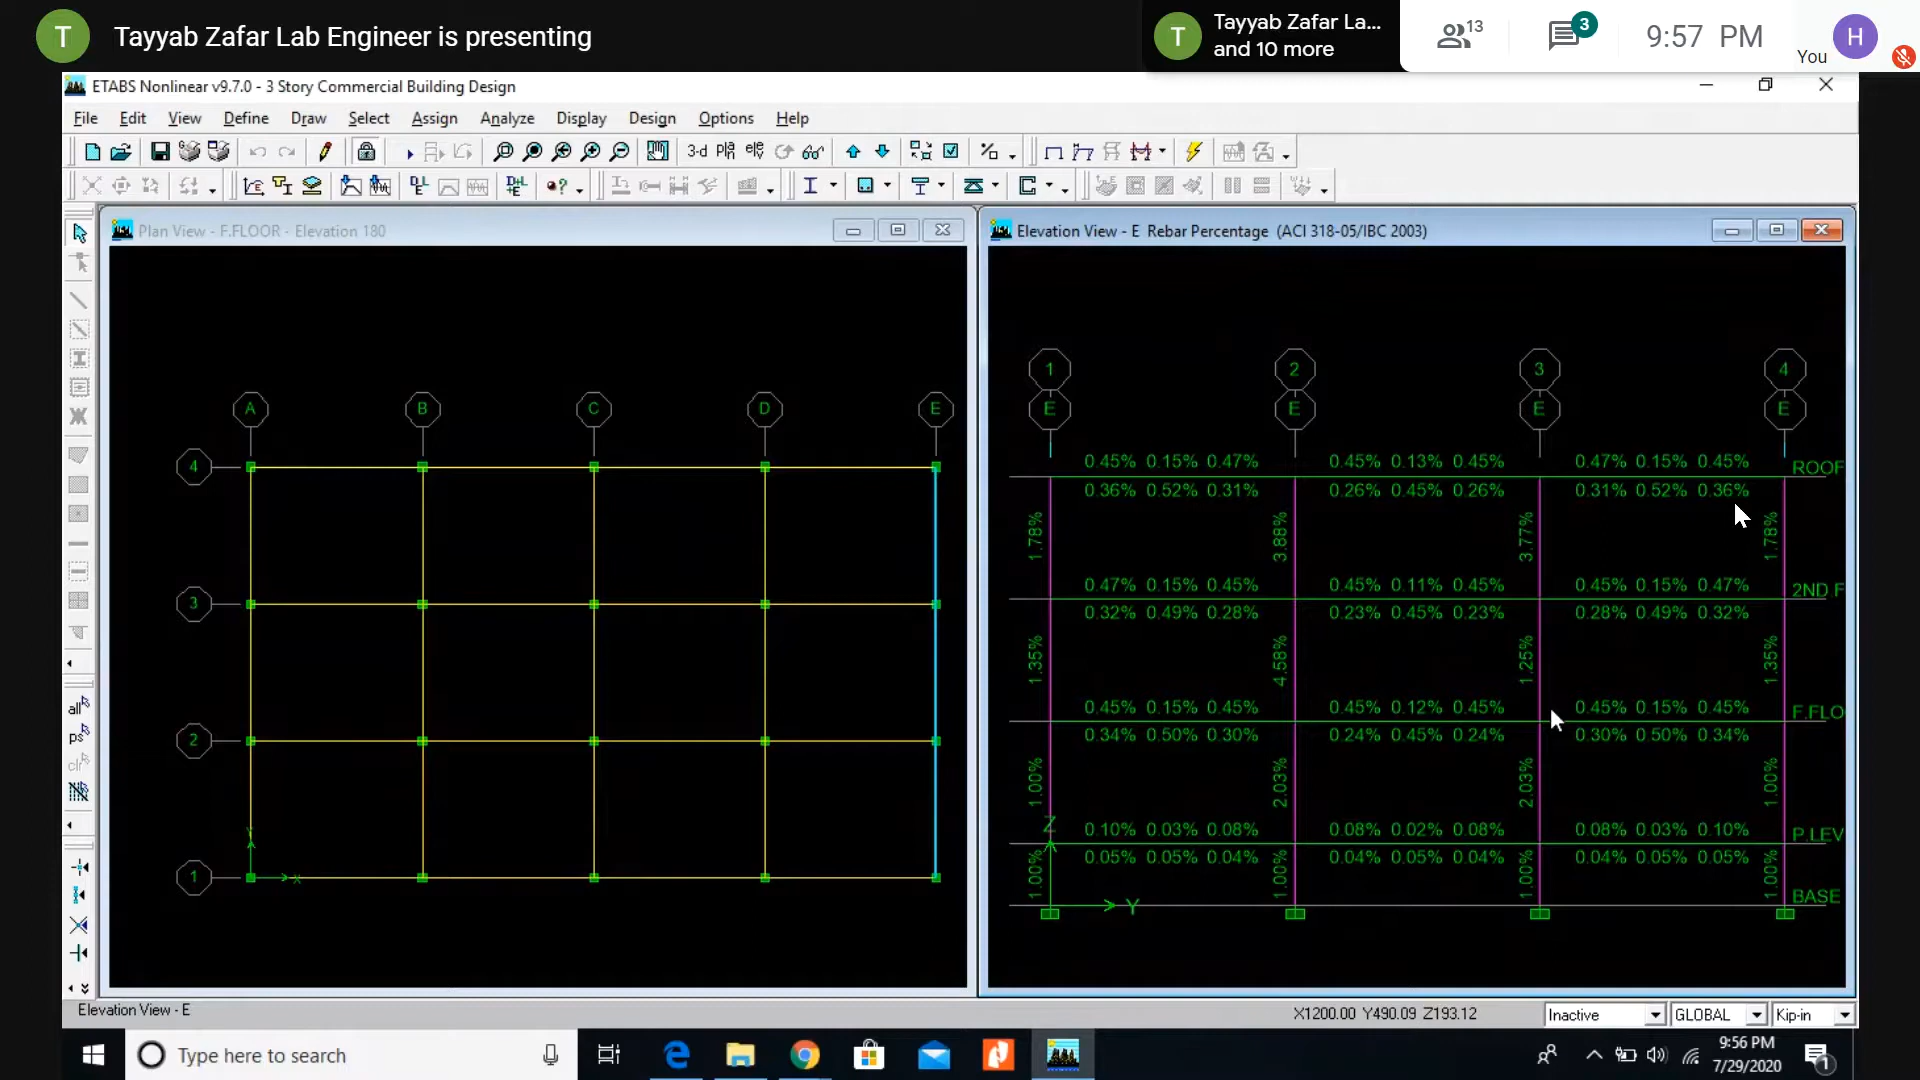 T Tayyab Zafar Lab Engineer is presenting
T Tayyab Zafar La...
and 10 more
13
3
9:57 PM
You
H
ETABS Nonlinear v9.7.0 - 3 Story Commercial Building Design
File Edit View Define Draw Select Assign Analyze Display Design Options Help
3-d
Plan View - F.FLOOR - Elevation 180
Elevation View - E Rebar Percentage (ACI 318-05/IBC 2003)
A B C D E
4
3
2
1
X
1 2 3 4
E E E E
0.45% 0.15% 0.47% 0.45% 0.13% 0.45% 0.47% 0.15% 0.45% ROOF
0.36% 0.52% 0.31% 0.26% 0.45% 0.26% 0.31% 0.52% 0.36%
1.78% 3.88% 3.77% 1.78%
0.47% 0.15% 0.45% 0.45% 0.11% 0.45% 0.45% 0.15% 0.47% 2ND F
0.32% 0.49% 0.28% 0.23% 0.45% 0.23% 0.28% 0.49% 0.32%
1.35% 4.58% 1.25% 1.35%
0.45% 0.15% 0.45% 0.45% 0.12% 0.45% 0.45% 0.15% 0.45% F.FLO
0.34% 0.50% 0.30% 0.24% 0.45% 0.24% 0.30% 0.50% 0.34%
1.00% 2.03% 2.03% 1.00%
Z
0.10% 0.03% 0.08% 0.08% 0.02% 0.08% 0.08% 0.03% 0.10% P.LEV
0.05% 0.05% 0.04% 0.04% 0.05% 0.04% 0.04% 0.05% 0.05%
1.00% 1.00% 1.00% 1.00%
BASE
Y
all
ps
clr
Elevation View - E
X1200.00 Y490.09 Z193.12
Inactive
GLOBAL
Kip-in
Type here to search
9:56 PM
7/29/2020
1